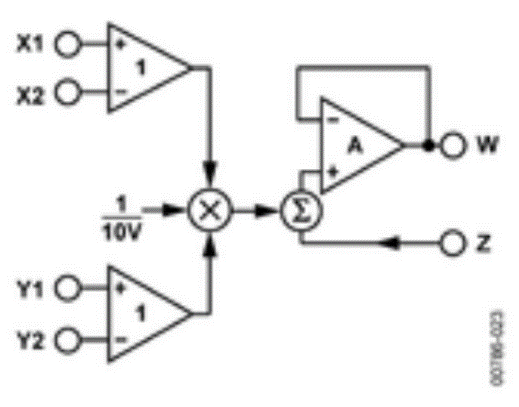 X1
+
1
X2
−
A
−
+
W
1
10V
×
Σ
Z
Y1
+
1
Y2
−
00786-023